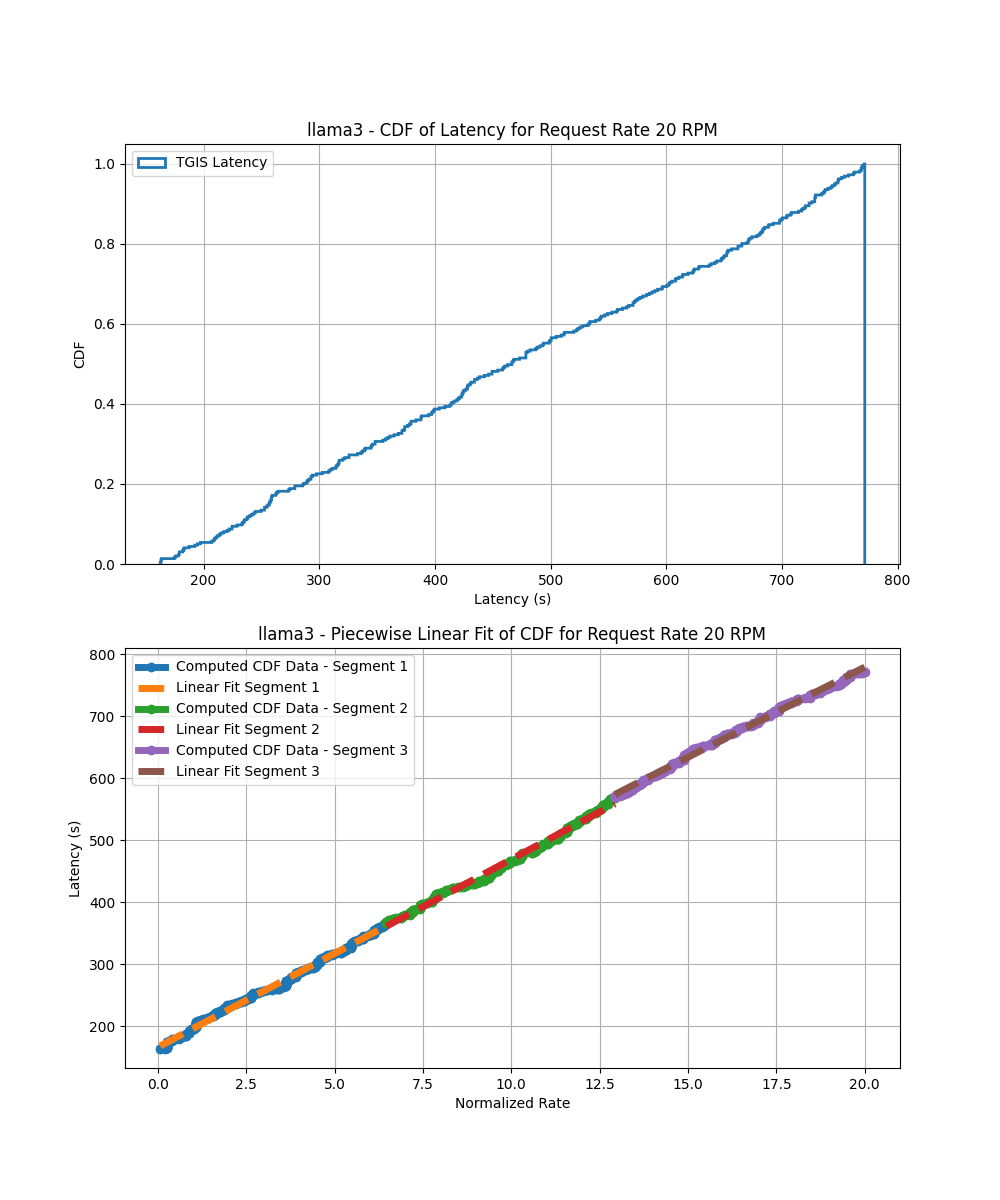 llama3 - CDF of Latency for Request Rate 20 RPM
TGIS Latency
1.0
0.8
0.6
0.4
0.2
0.0
CDF
200 300 400 500 600 700 800
Latency (s)
llama3 - Piecewise Linear Fit of CDF for Request Rate 20 RPM
Computed CDF Data - Segment 1
Linear Fit Segment 1
Computed CDF Data - Segment 2
Linear Fit Segment 2
Computed CDF Data - Segment 3
Linear Fit Segment 3
800
700
600
500
400
300
200
Latency (s)
0.0 2.5 5.0 7.5 10.0 12.5 15.0 17.5 20.0
Normalized Rate